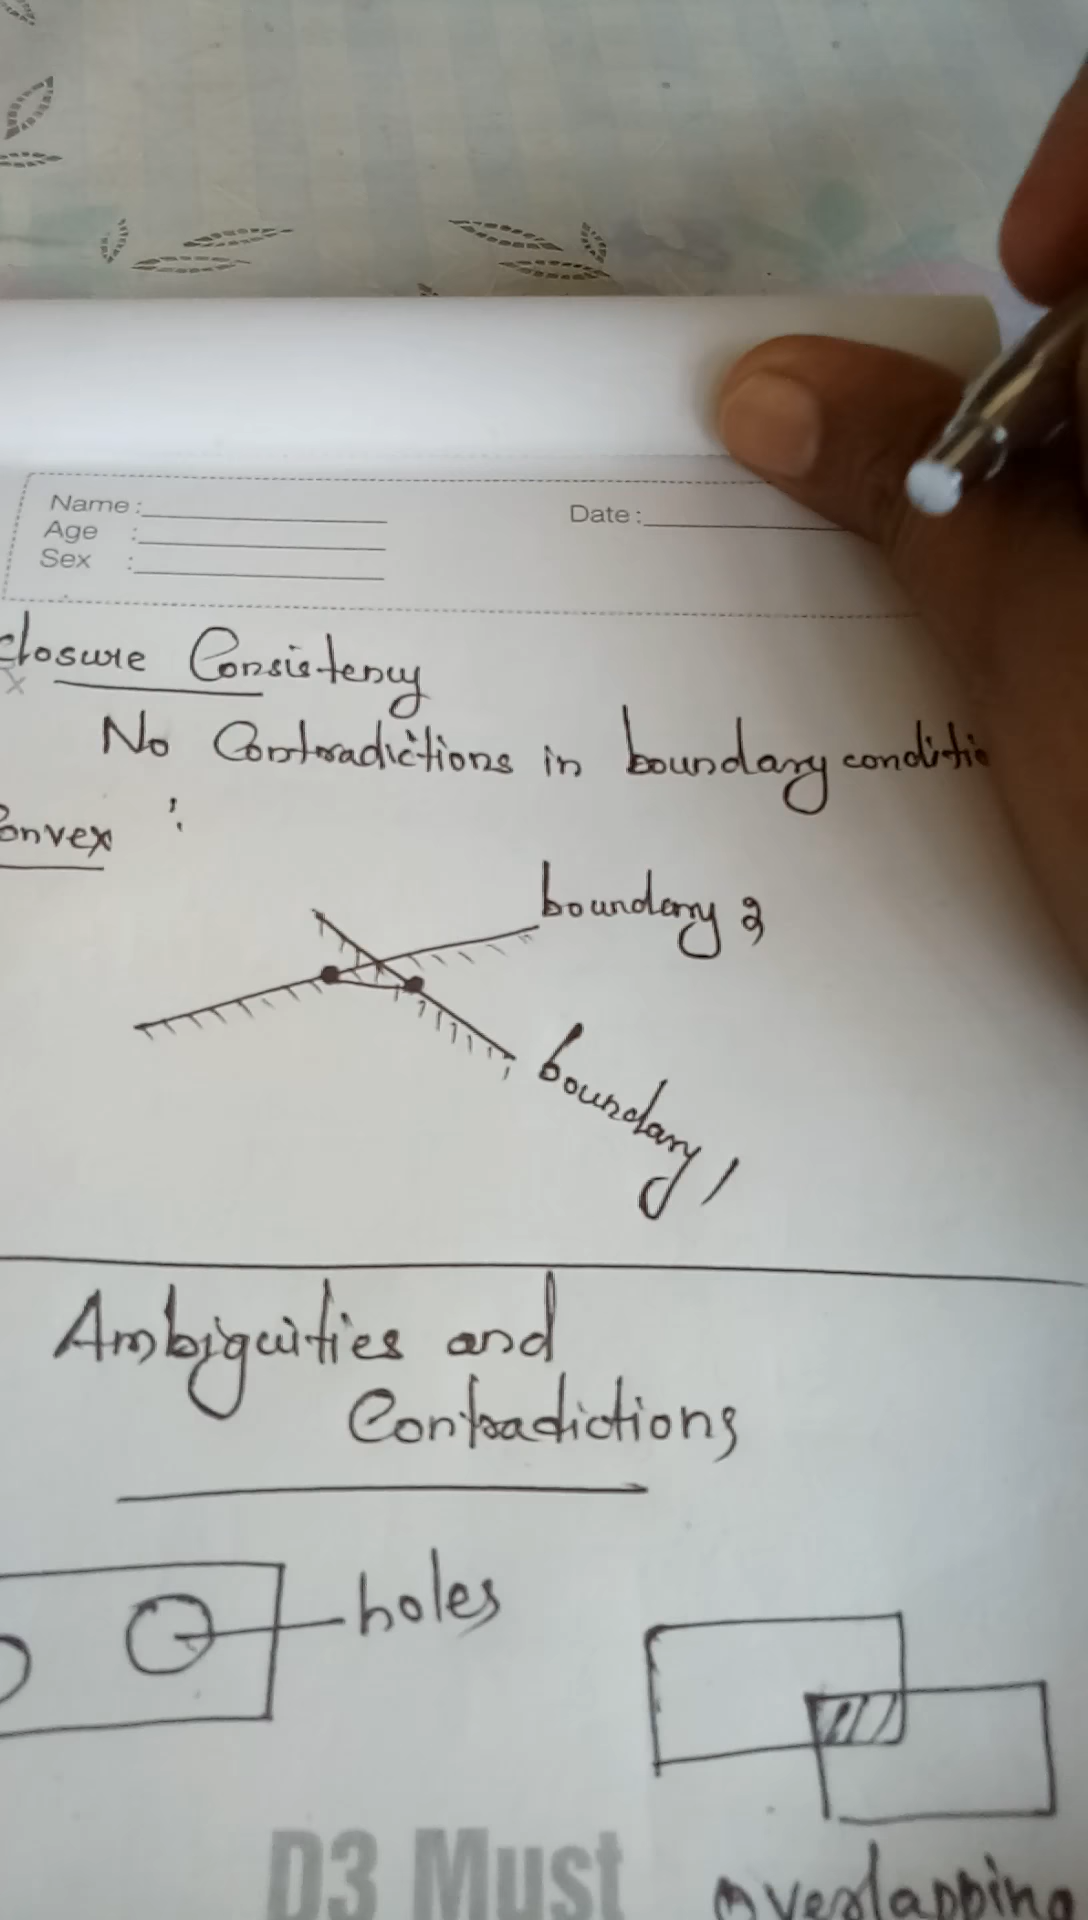 Name :
Age :
Sex :
Date :
closure Consistency
No Contradictions in boundary conditio
Convex :
boundary 2
boundary 1
Ambiguities and
Contradictions
holes
overlapping
D3 Must